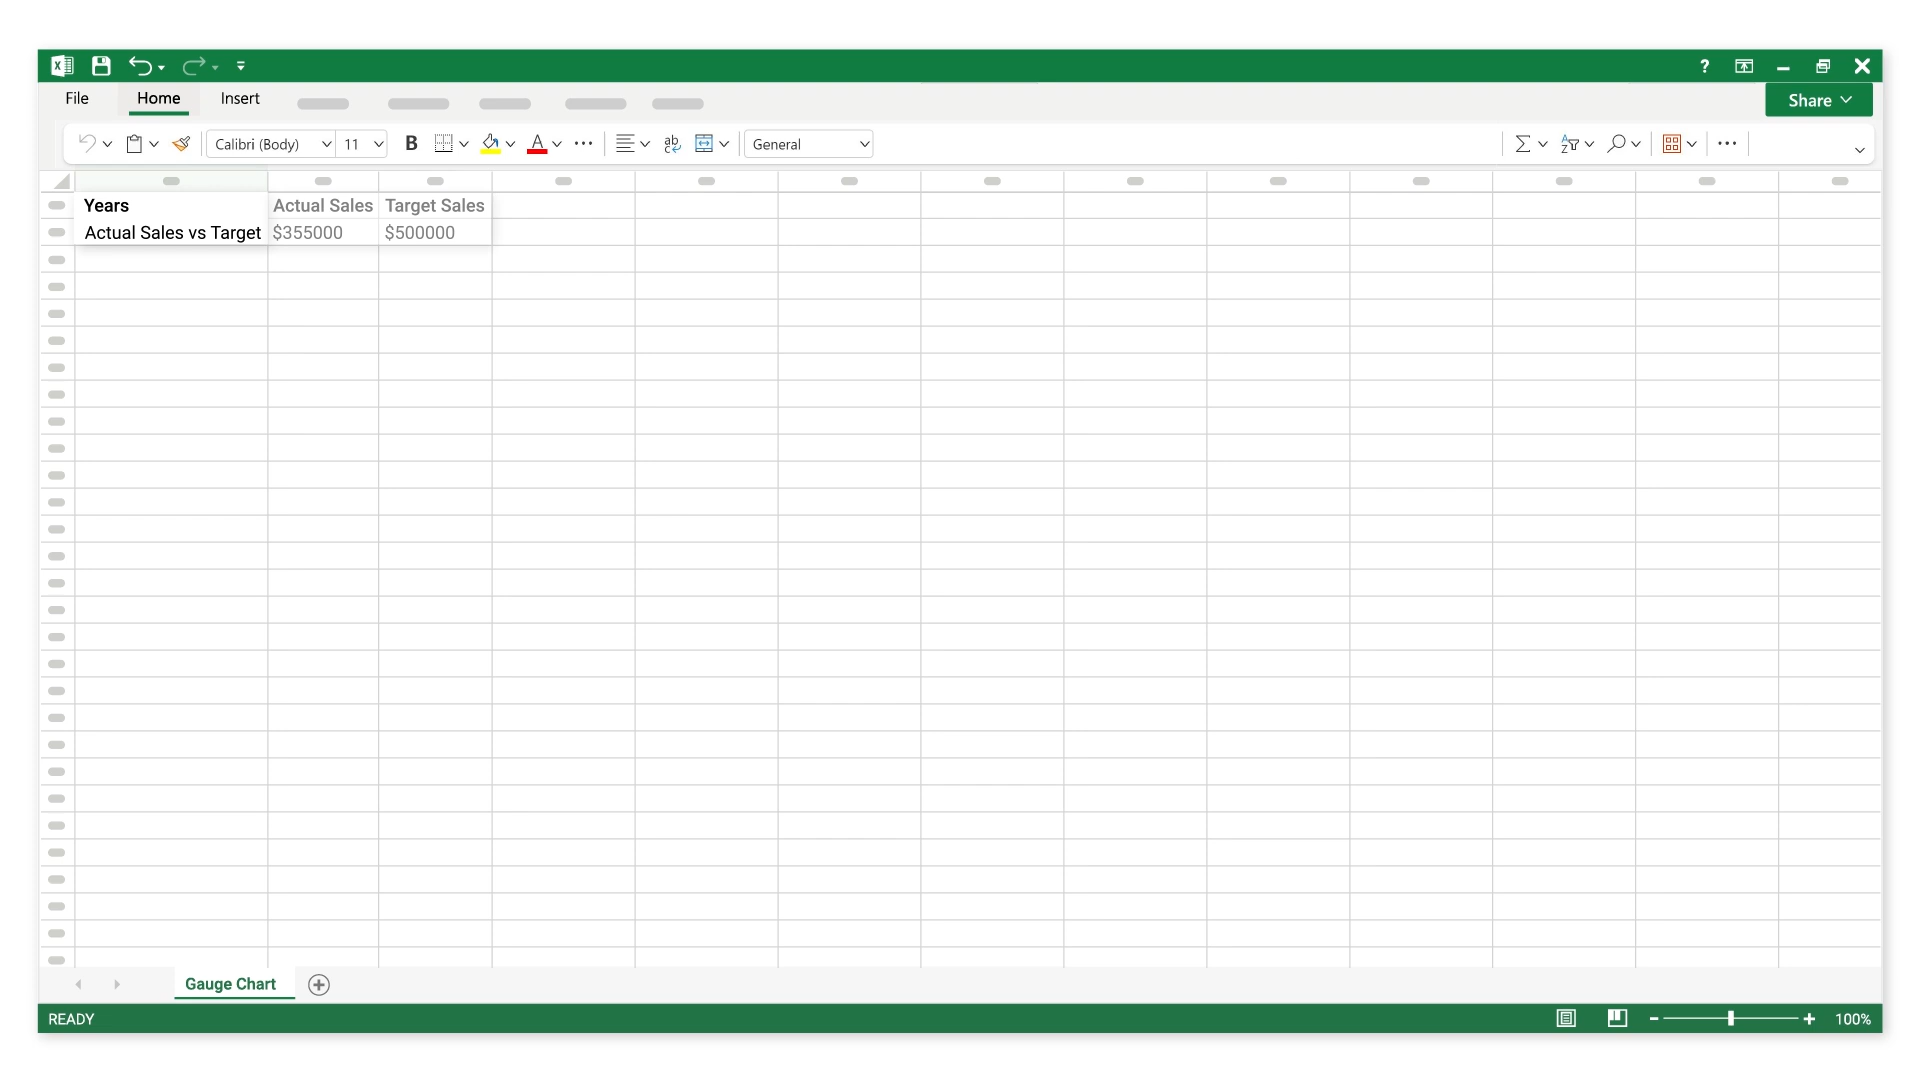 File Home Insert Share
Calibri (Body) 11 B A ab c General
Years Actual Sales Target Sales
Actual Sales vs Target $355000 $500000
Gauge Chart
READY 100%